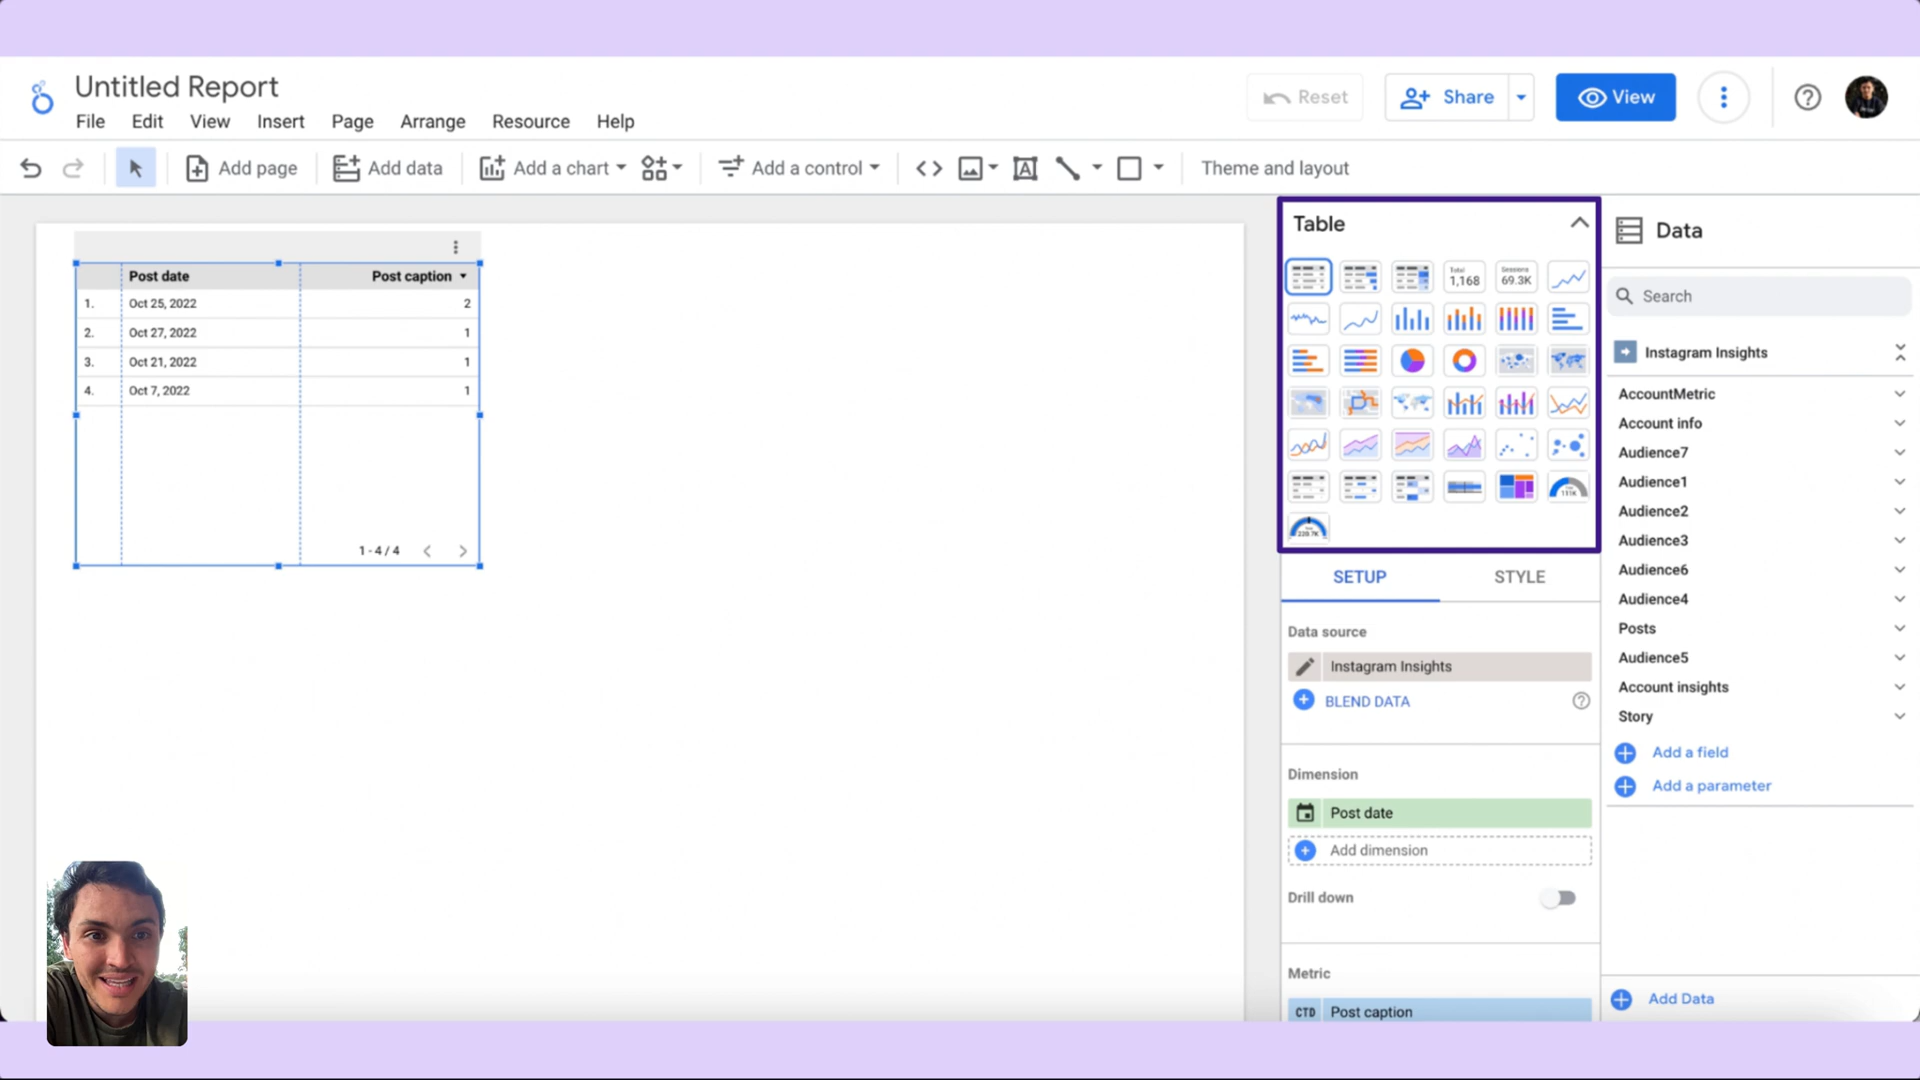 Untitled Report
File Edit View Insert Page Arrange Resource Help
Reset Share View
Add page Add data Add a chart Add a control Theme and layout
Post date Post caption
1. Oct 25, 2022 2
2. Oct 27, 2022 1
3. Oct 21, 2022 1
4. Oct 7, 2022 1
1 - 4 / 4
Table
Total
1,168
Sessions
69.3K
SETUP STYLE
Data source
Instagram Insights
BLEND DATA
Dimension
Post date
Add dimension
Drill down
Metric
CTD Post caption
Data
Search
Instagram Insights
AccountMetric
Account info
Audience7
Audience1
Audience2
Audience3
Audience6
Audience4
Posts
Audience5
Account insights
Story
Add a field
Add a parameter
Add Data